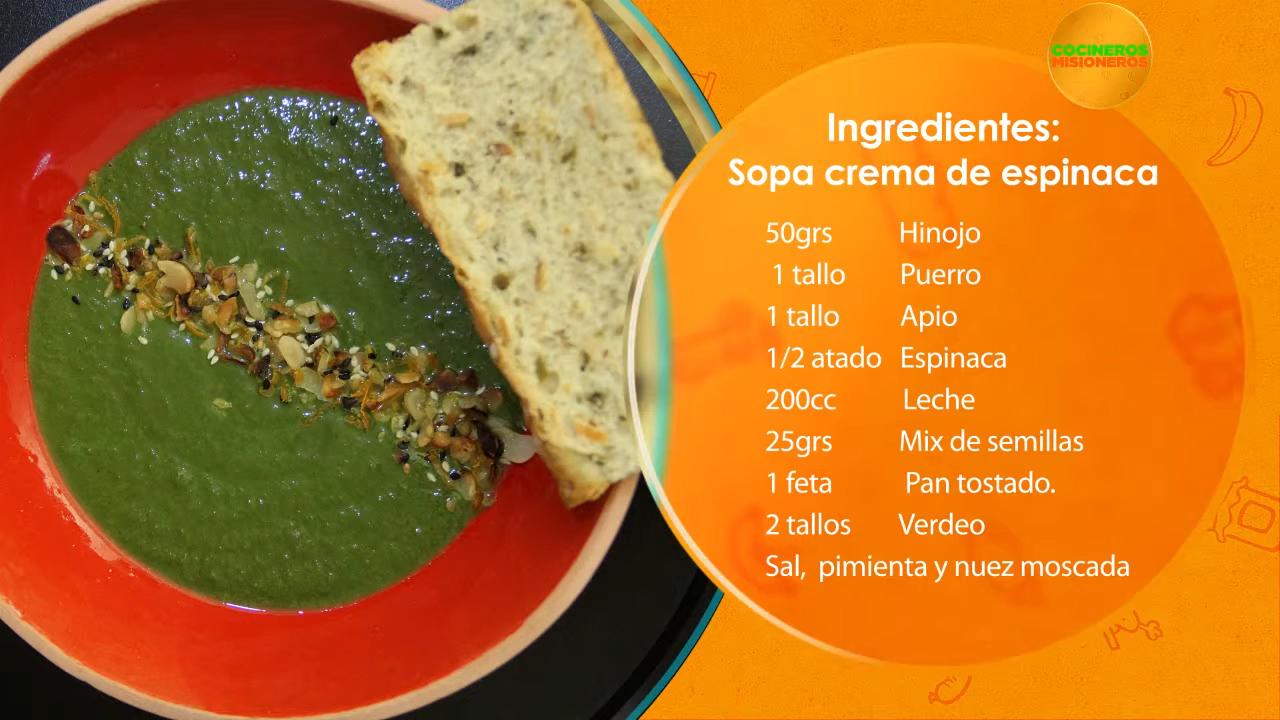 COCINEROS
MISIONEROS
Ingredientes:
Sopa crema de espinaca
50grs Hinojo
1 tallo Puerro
1 tallo Apio
1/2 atado Espinaca
200cc Leche
25grs Mix de semillas
1 feta Pan tostado.
2 tallos Verdeo
Sal, pimienta y nuez moscada